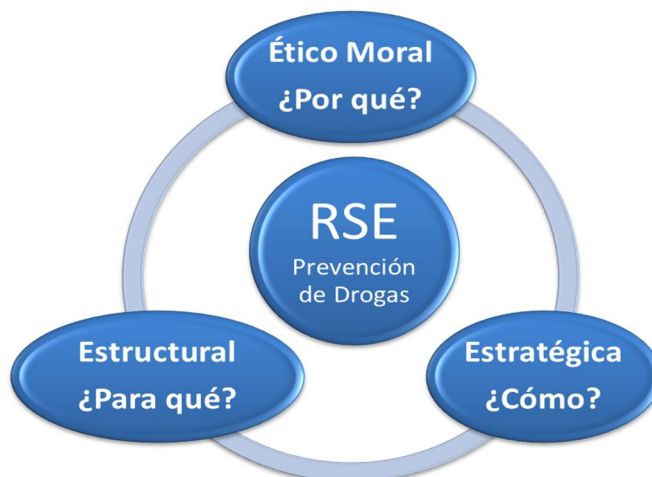 Ético Moral
¿Por qué?
RSE
Prevención
de Drogas
Estructural
¿Para qué?
Estratégica
¿Cómo?